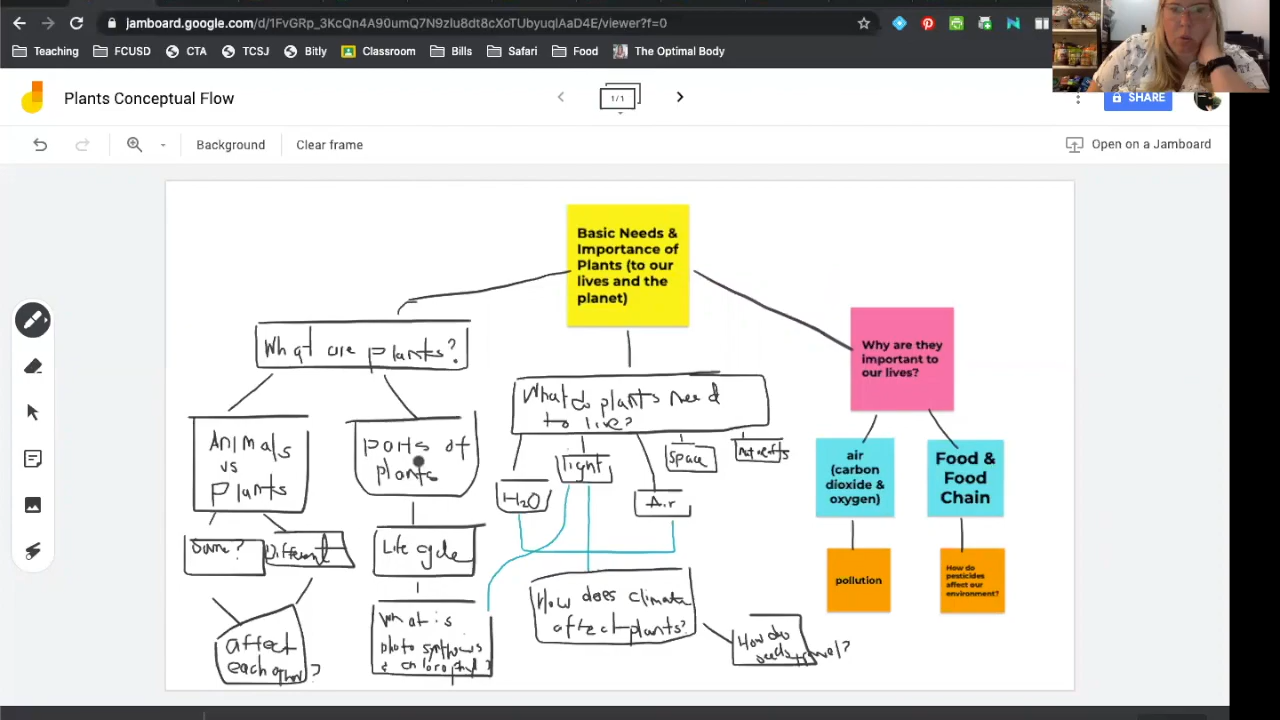 jamboard.google.com/d/1FvGRp_3KcQn4A90umQ7N9zlu8dt8cXoTUbyuqlAaD4E/viewer?f=0
Teaching FCUSD CTA TCSJ Bitly Classroom Bills Safari Food The Optimal Body
Plants Conceptual Flow
1/1
SHARE
Background Clear frame
Open on a Jamboard
Basic Needs &
Importance of
Plants (to our
lives and the
planet)
What are plants?
Animals
vs
plants
parts of
plants
Same?
Different
Life cycle
affect
each other?
What is
photosynthesis
& chlorophyl?
What do plants need
to live?
H2O
light
Air
Space
nutrients
How does climate
affect plants?
How do
seeds travel?
Why are they
important to
our lives?
air
(carbon
dioxide &
oxygen)
Food &
Food
Chain
pollution
How do
pesticides
affect our
environment?